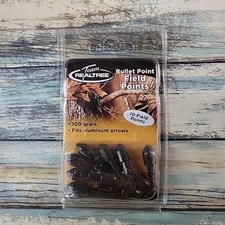 Team
REALTREE
Bullet Point
Field
Points
10 Field
Points
• 100 grain
• Fits aluminum arrows